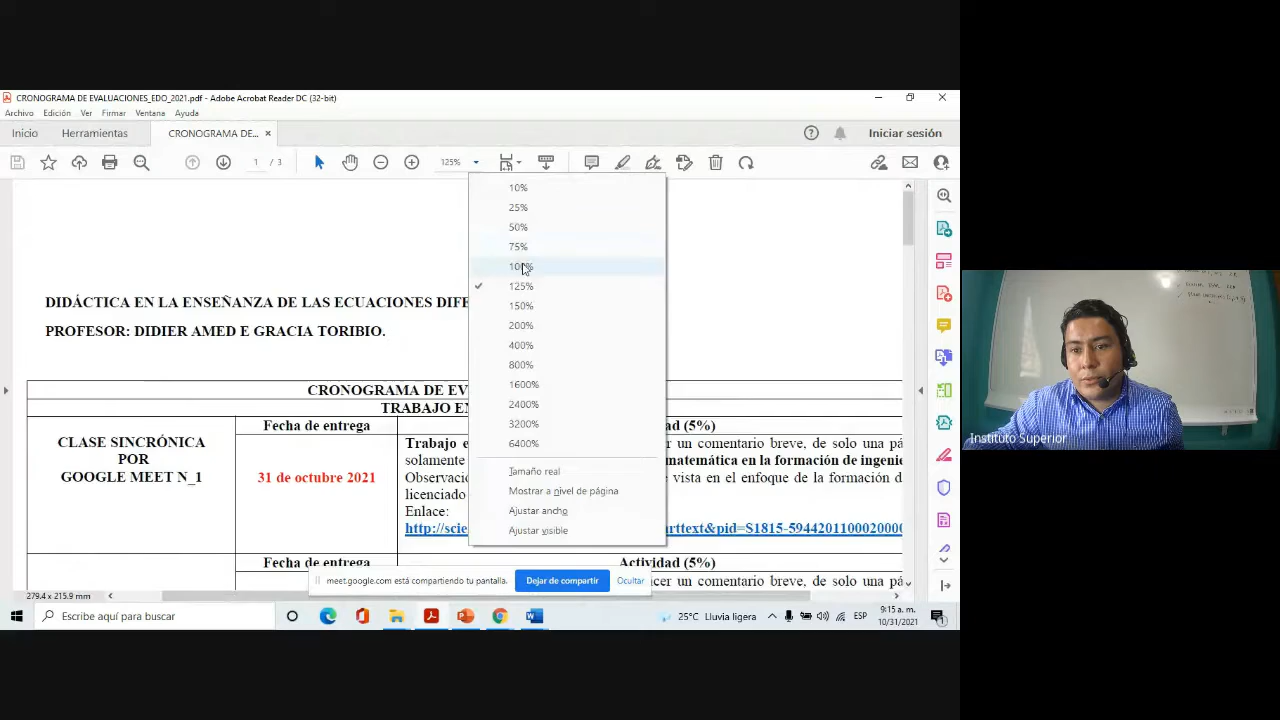 CRONOGRAMA DE EVALUACIONES_EDO_2021.pdf - Adobe Acrobat Reader DC (32-bit)
Archivo Edición Ver Firmar Ventana Ayuda
Inicio Herramientas CRONOGRAMA DE... × Iniciar sesión
1 / 3 125%
10%
25%
50%
75%
100%
125%
150%
200%
400%
800%
1600%
2400%
3200%
6400%
Tamaño real
Mostrar a nivel de página
Ajustar ancho
Ajustar visible
DIDÁCTICA EN LA ENSEÑANZA DE LAS ECUACIONES DIFE
PROFESOR: DIDIER AMED E GRACIA TORIBIO.
CRONOGRAMA DE EV
TRABAJO EN
CLASE SINCRÓNICA
POR
GOOGLE MEET N_1
Fecha de entrega
31 de octubre 2021
ad (5%)
Trabajo e er un comentario breve, de solo una pá
solamente matemática en la formación de ingenie
Observacio e vista en el enfoque de la formación d
licenciado
Enlace:
http://scie arttext&pid=S1815-59442011000200
Fecha de entrega Actividad (5%)
cer un comentario breve, de solo una pá
279.4 x 215.9 mm
meet.google.com está compartiendo tu pantalla. Dejar de compartir Ocultar
Escribe aquí para buscar
25°C Lluvia ligera ESP
9:15 a. m.
10/31/2021
1
Instituto Superior